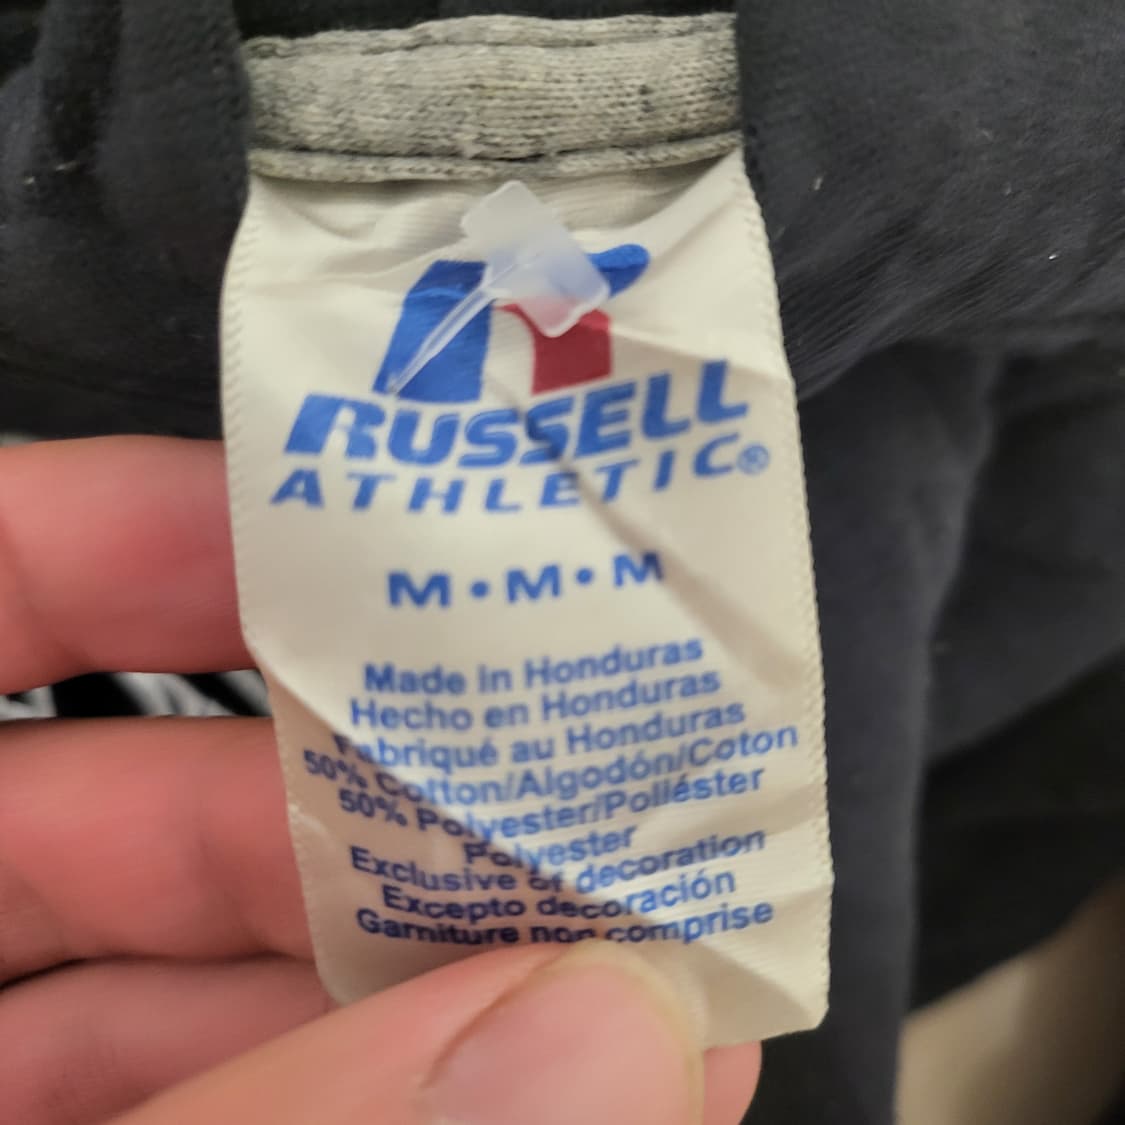 RUSSELL
ATHLETIC®
M • M • M
Made in Honduras
Hecho en Honduras
Fabriqué au Honduras
50% Cotton/Algodón/Coton
50% Polyester/Poliéster
Polyester
Exclusive of decoration
Excepto decoración
Garniture non comprise